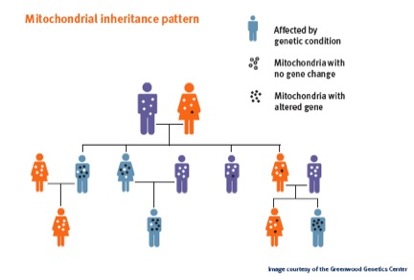 Mitochondrial inheritance pattern
Affected by
genetic condition
Mitochondria with
no gene change
Mitochondria with
altered gene
Image courtesy of the Greenwood Genetics Center